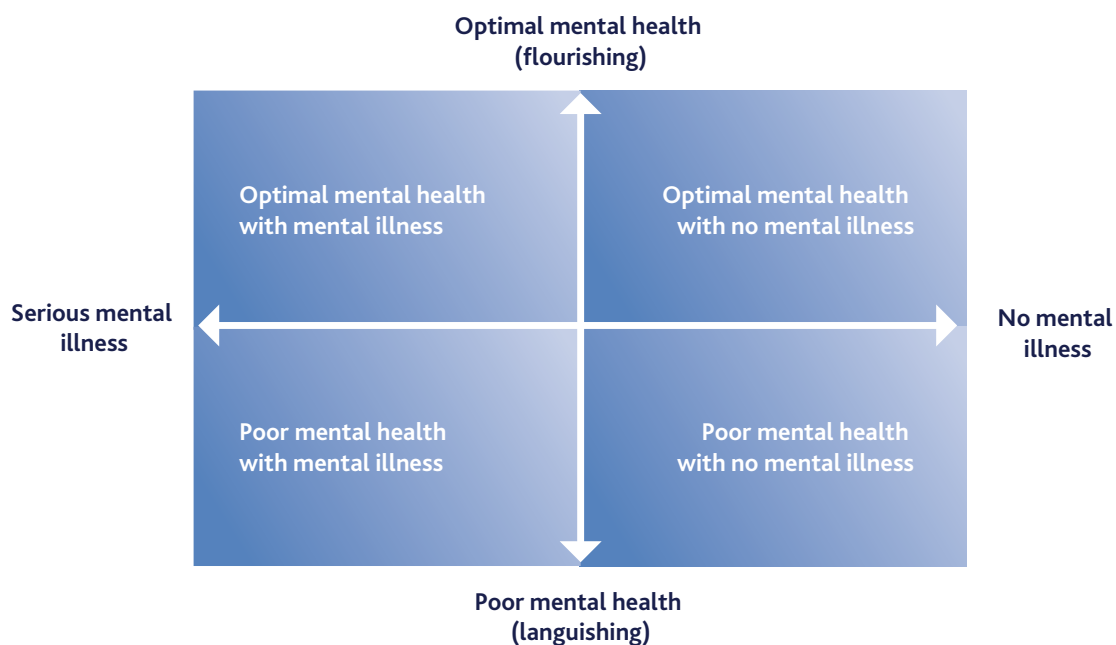 Optimal mental health
(flourishing)
Optimal mental health
with mental illness
Optimal mental health
with no mental illness
Serious mental
illness
No mental
illness
Poor mental health
with mental illness
Poor mental health
with no mental illness
Poor mental health
(languishing)